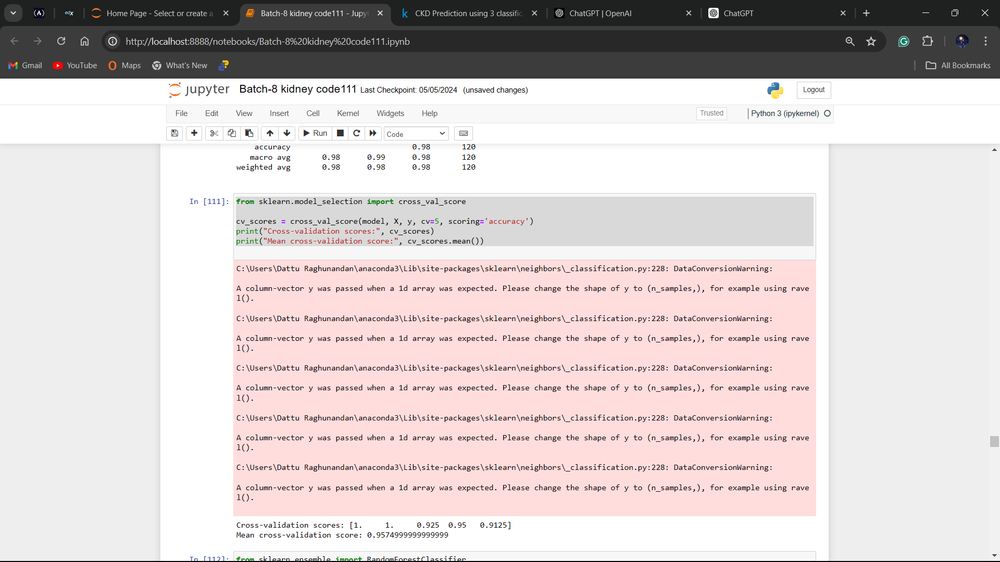 edX
Home Page - Select or create a
Batch-8 kidney code111 - Jupyt
CKD Prediction using 3 classific
ChatGPT | OpenAI
ChatGPT
http://localhost:8888/notebooks/Batch-8%20kidney%20code111.ipynb
Gmail YouTube Maps What's New All Bookmarks
jupyter Batch-8 kidney code111 Last Checkpoint: 05/05/2024 (unsaved changes) Logout
File Edit View Insert Cell Kernel Widgets Help Trusted Python 3 (ipykernel)
Run Code
accuracy 0.98 120
macro avg 0.98 0.99 0.98 120
weighted avg 0.98 0.98 0.98 120
In [111]: from sklearn.model_selection import cross_val_score
cv_scores = cross_val_score(model, X, y, cv=5, scoring='accuracy')
print("Cross-validation scores:", cv_scores)
print("Mean cross-validation score:", cv_scores.mean())
C:\Users\Dattu Raghunandan\anaconda3\Lib\site-packages\sklearn\neighbors\_classification.py:228: DataConversionWarning:
A column-vector y was passed when a 1d array was expected. Please change the shape of y to (n_samples,), for example using rave
l().
C:\Users\Dattu Raghunandan\anaconda3\Lib\site-packages\sklearn\neighbors\_classification.py:228: DataConversionWarning:
A column-vector y was passed when a 1d array was expected. Please change the shape of y to (n_samples,), for example using rave
l().
C:\Users\Dattu Raghunandan\anaconda3\Lib\site-packages\sklearn\neighbors\_classification.py:228: DataConversionWarning:
A column-vector y was passed when a 1d array was expected. Please change the shape of y to (n_samples,), for example using rave
l().
C:\Users\Dattu Raghunandan\anaconda3\Lib\site-packages\sklearn\neighbors\_classification.py:228: DataConversionWarning:
A column-vector y was passed when a 1d array was expected. Please change the shape of y to (n_samples,), for example using rave
l().
C:\Users\Dattu Raghunandan\anaconda3\Lib\site-packages\sklearn\neighbors\_classification.py:228: DataConversionWarning:
A column-vector y was passed when a 1d array was expected. Please change the shape of y to (n_samples,), for example using rave
l().
Cross-validation scores: [1. 1. 0.925 0.95 0.9125]
Mean cross-validation score: 0.9574999999999999
In [112]: from sklearn.ensemble import RandomForestClassifier